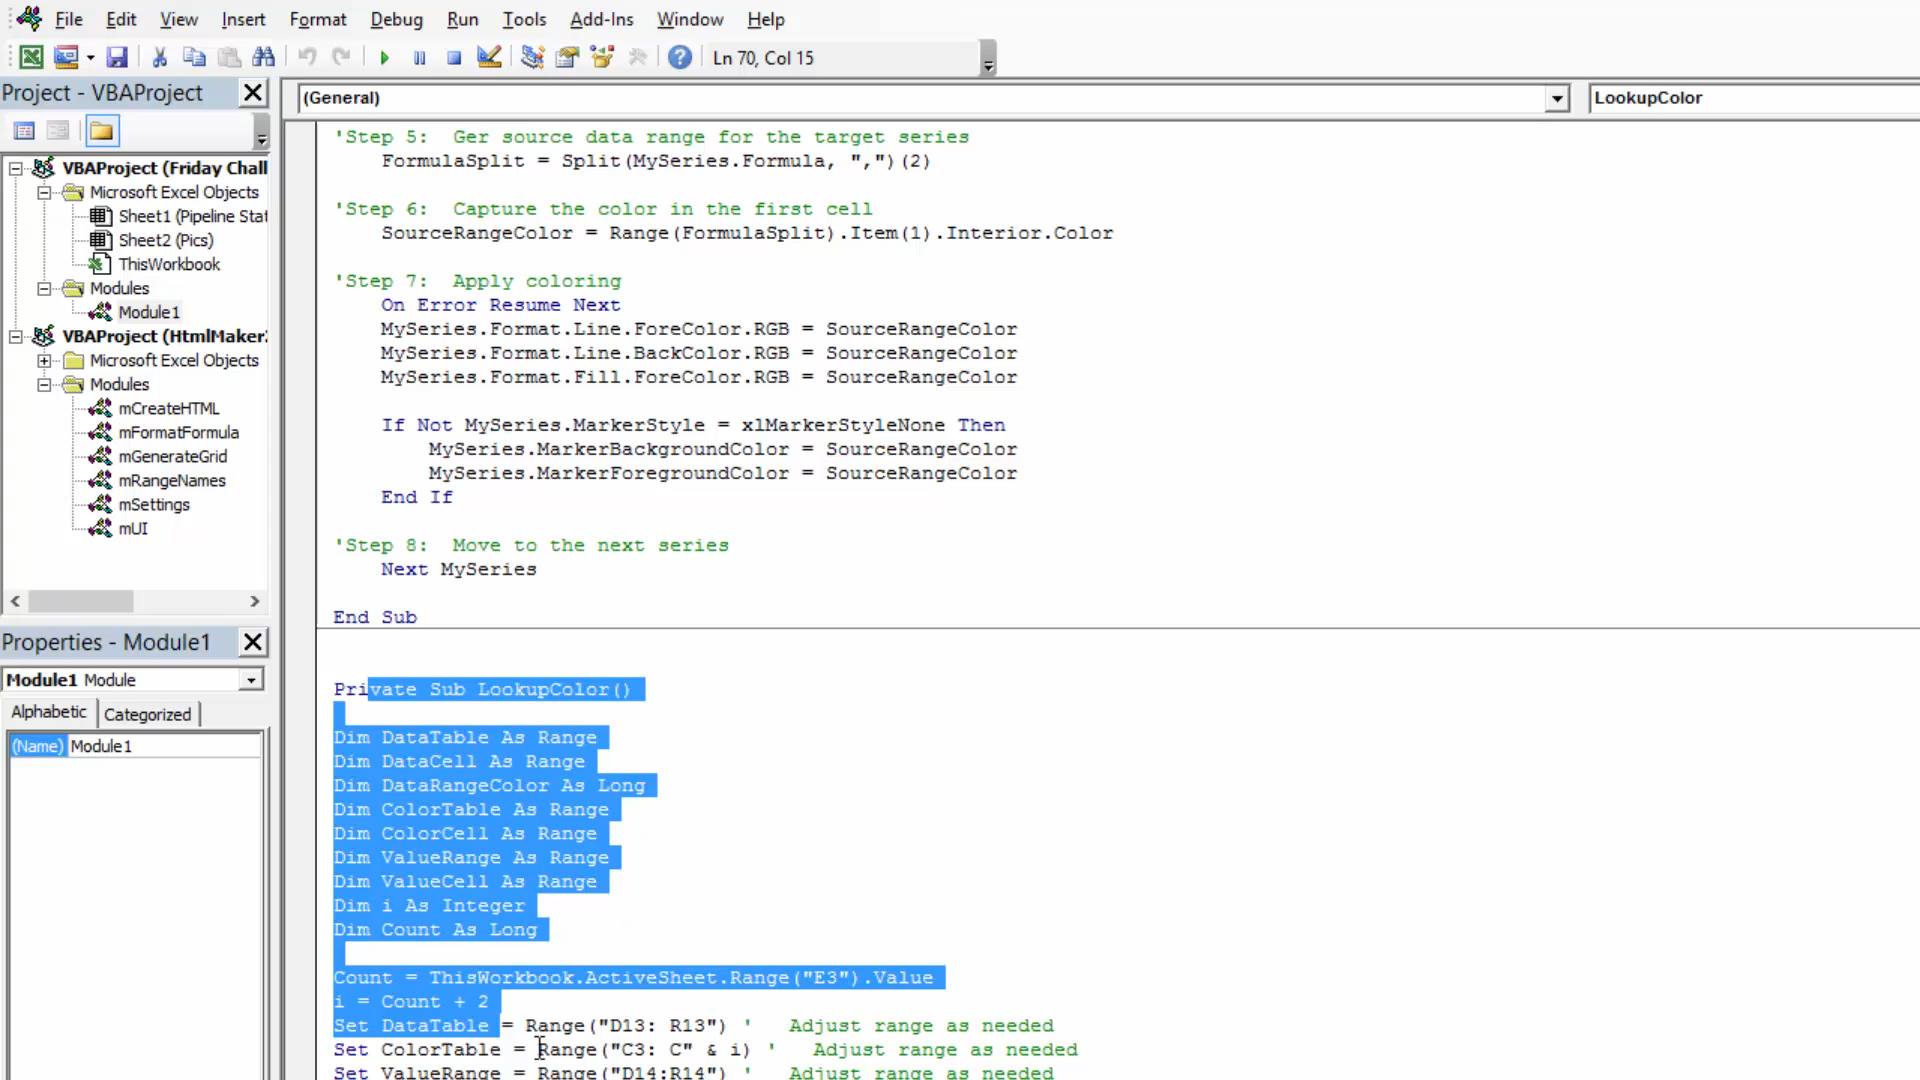 File Edit View Insert Format Debug Run Tools Add-Ins Window Help
Ln 70, Col 15
Project - VBAProject
(General)
LookupColor
VBAProject (Friday Chall
Microsoft Excel Objects
Sheet1 (Pipeline Stat
Sheet2 (Pics)
ThisWorkbook
Modules
Module1
VBAProject (HtmlMaker
Microsoft Excel Objects
Modules
mCreateHTML
mFormatFormula
mGenerateGrid
mRangeNames
mSettings
mUI
Properties - Module1
Module1 Module
Alphabetic Categorized
(Name) Module1
'Step 5:  Ger source data range for the target series
FormulaSplit = Split(MySeries.Formula, ",")(2)
'Step 6:  Capture the color in the first cell
SourceRangeColor = Range(FormulaSplit).Item(1).Interior.Color
'Step 7:  Apply coloring
On Error Resume Next
MySeries.Format.Line.ForeColor.RGB = SourceRangeColor
MySeries.Format.Line.BackColor.RGB = SourceRangeColor
MySeries.Format.Fill.ForeColor.RGB = SourceRangeColor
If Not MySeries.MarkerStyle = xlMarkerStyleNone Then
MySeries.MarkerBackgroundColor = SourceRangeColor
MySeries.MarkerForegroundColor = SourceRangeColor
End If
'Step 8:  Move to the next series
Next MySeries
End Sub
Private Sub LookupColor()
Dim DataTable As Range
Dim DataCell As Range
Dim DataRangeColor As Long
Dim ColorTable As Range
Dim ColorCell As Range
Dim ValueRange As Range
Dim ValueCell As Range
Dim i As Integer
Dim Count As Long
Count = ThisWorkbook.ActiveSheet.Range("E3").Value
i = Count + 2
Set DataTable = Range("D13: R13") '   Adjust range as needed
Set ColorTable = Range("C3: C" & i) '   Adjust range as needed
Set ValueRange = Range("D14:R14") '   Adjust range as needed